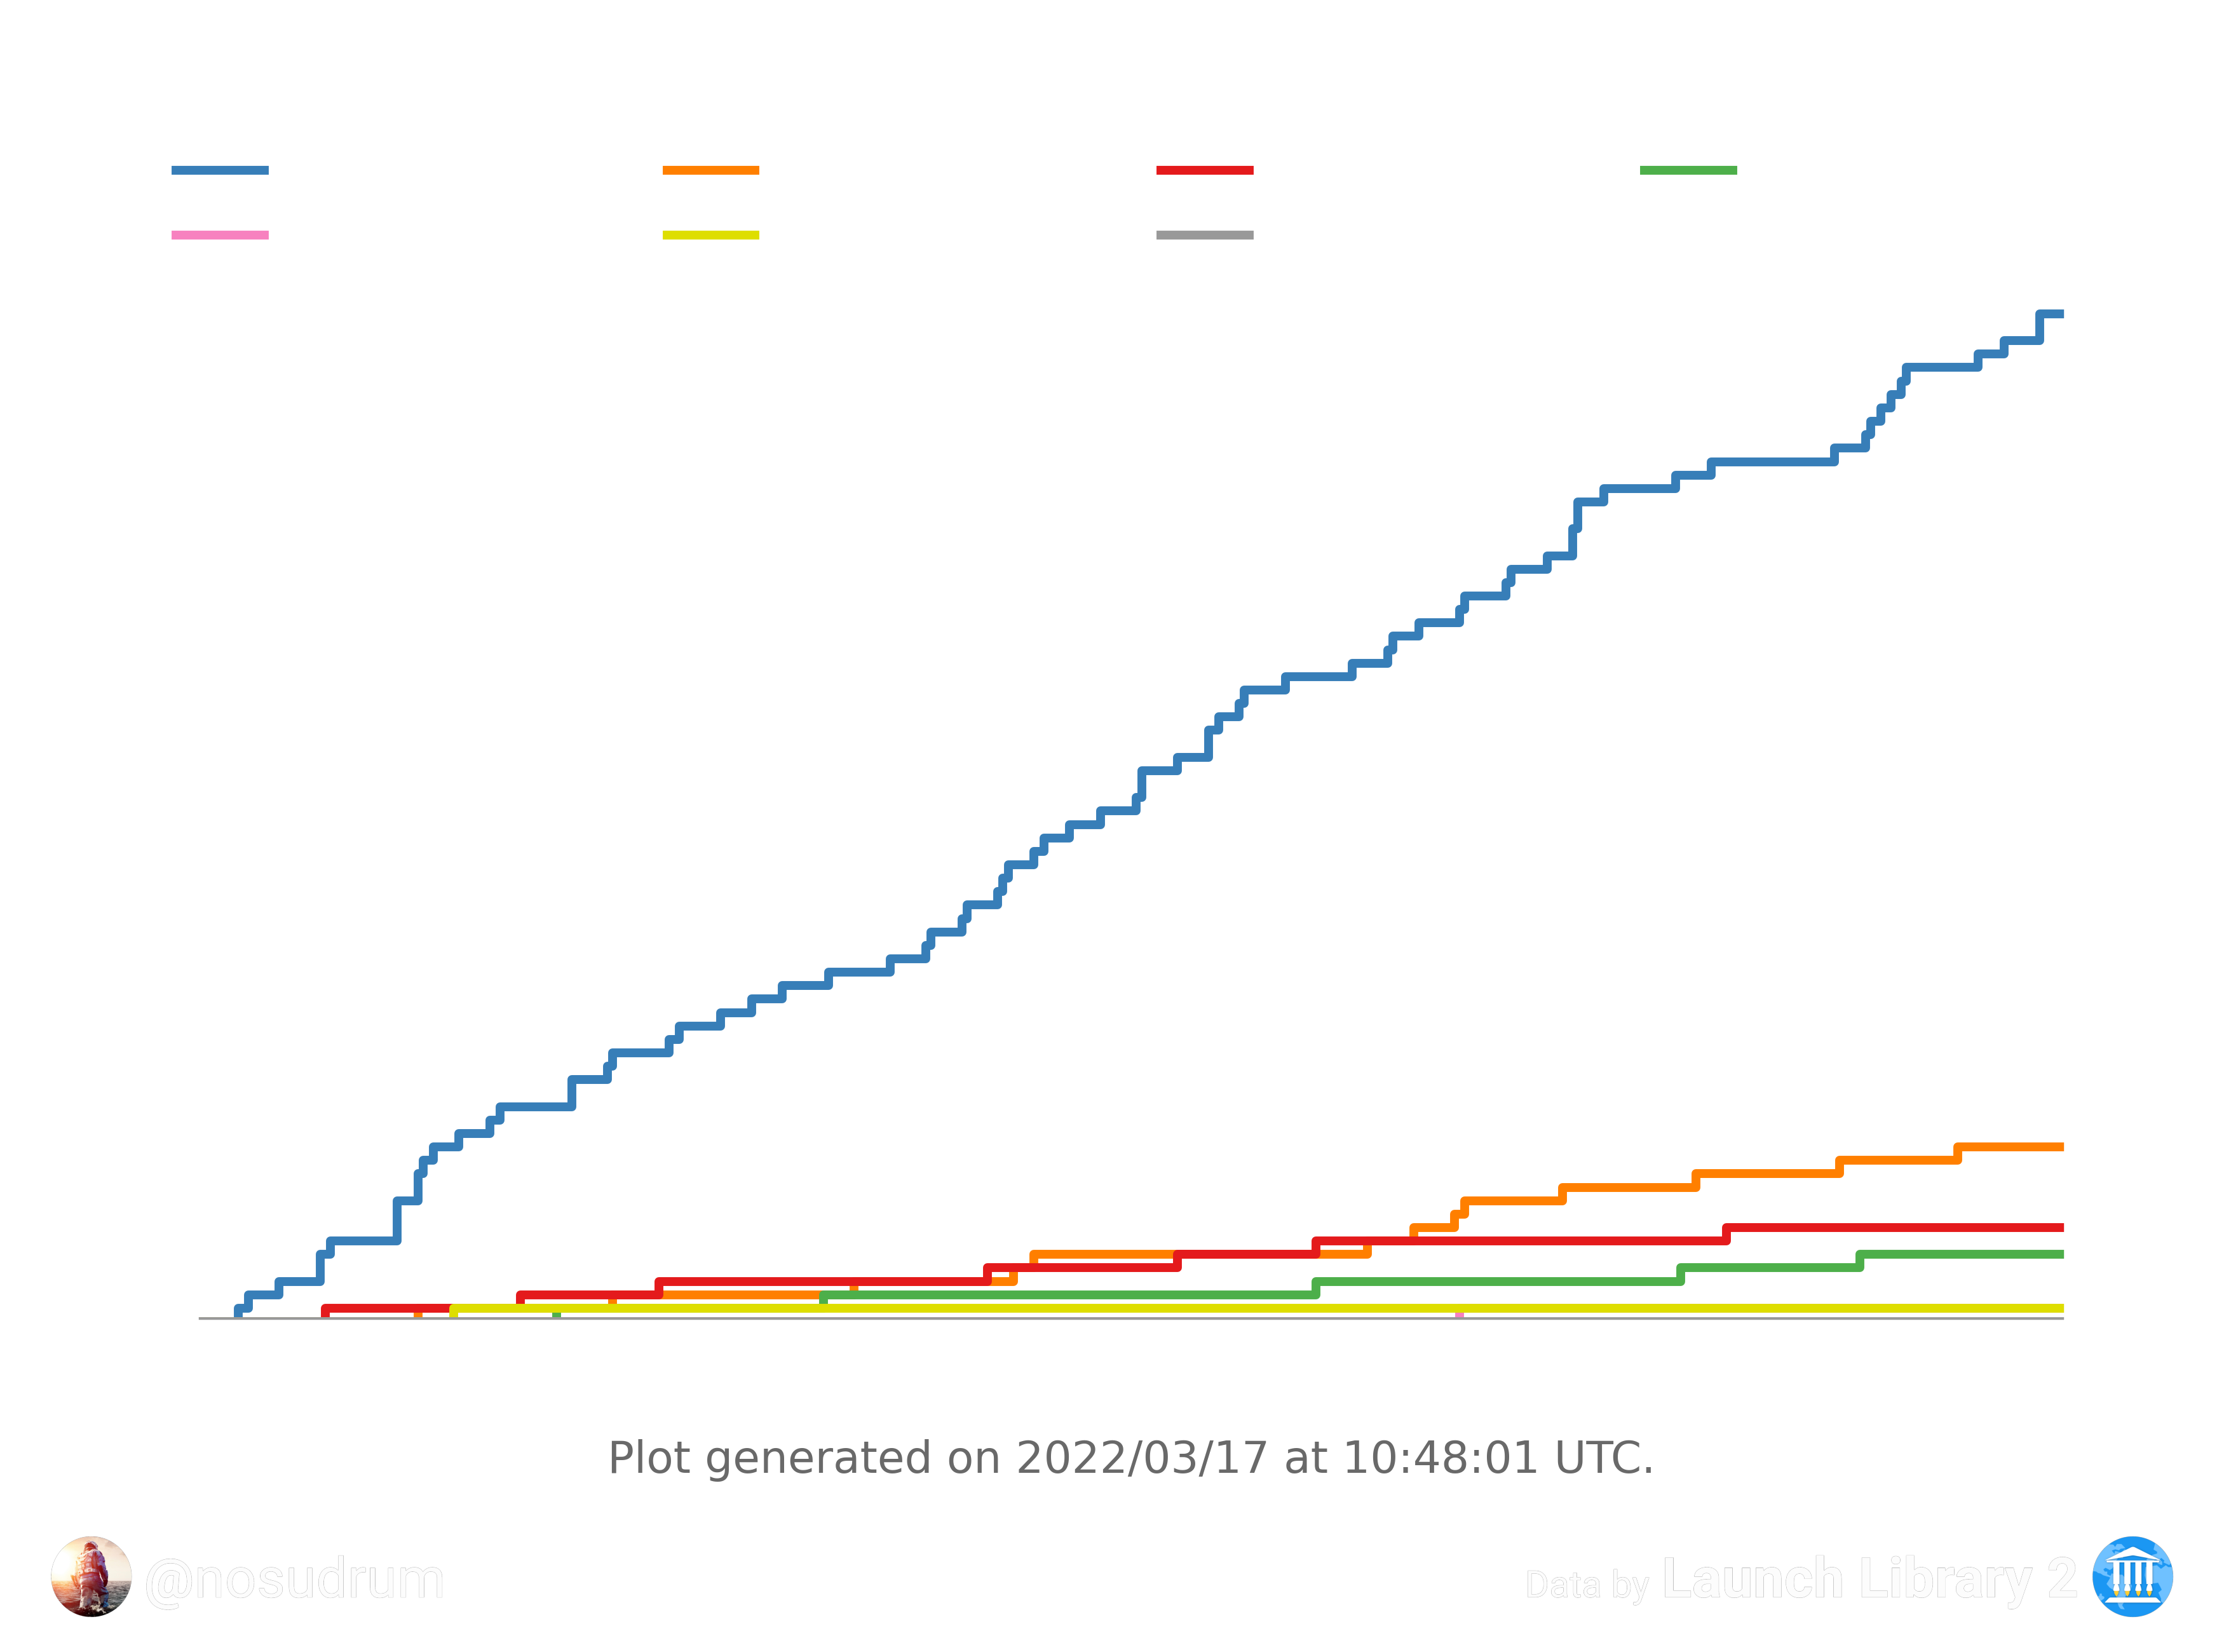 Plot generated on 2022/03/17 at 10:48:01 UTC.
@nosudrum
Data by Launch Library 2